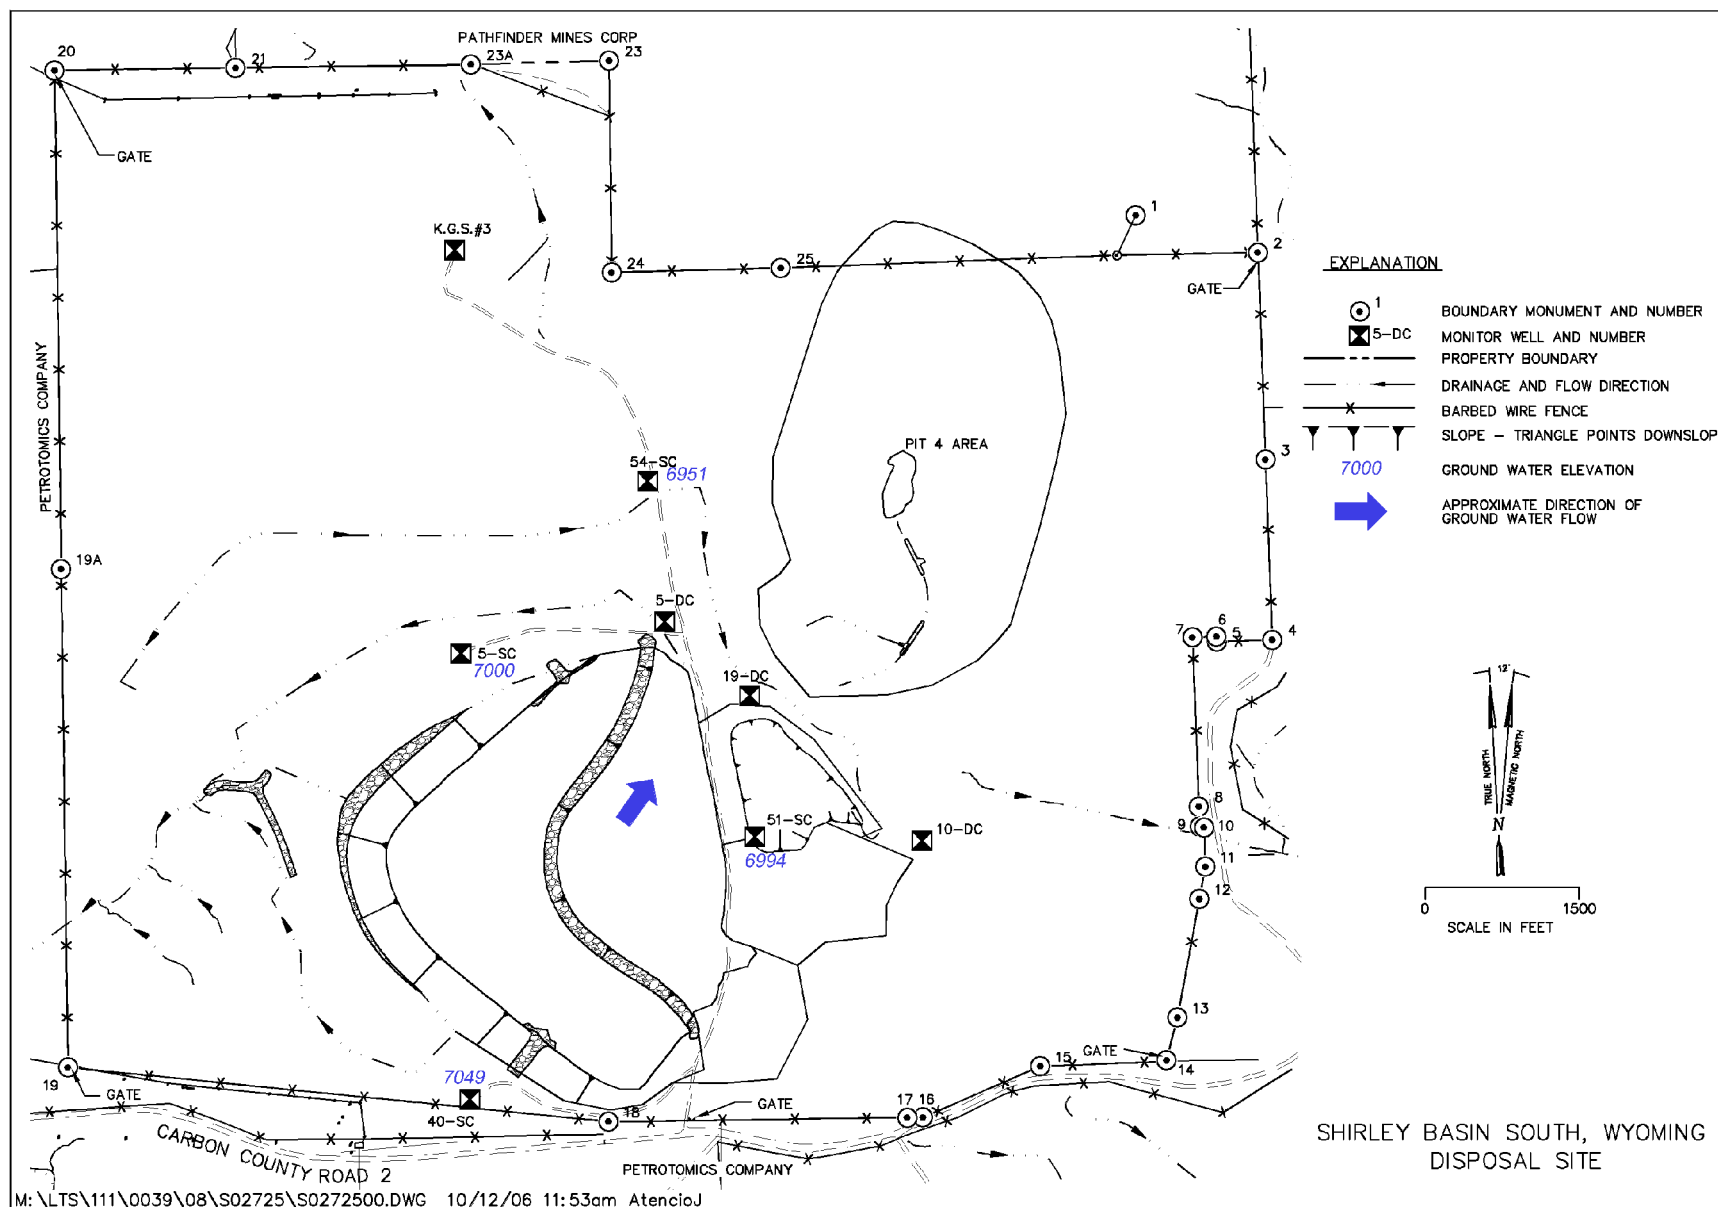 PATHFINDER MINES CORP
20
21
23A
23
GATE
1
K.G.S.#3
2
24
25
GATE
EXPLANATION
1
BOUNDARY MONUMENT AND NUMBER
5-DC
MONITOR WELL AND NUMBER
PROPERTY BOUNDARY
DRAINAGE AND FLOW DIRECTION
BARBED WIRE FENCE
SLOPE – TRIANGLE POINTS DOWNSLOP
7000
GROUND WATER ELEVATION
APPROXIMATE DIRECTION OF
GROUND WATER FLOW
PETROTOMICS COMPANY
PIT 4 AREA
54-SC
6951
3
19A
5-DC
7
6
5
4
5-SC
7000
19-DC
12°
TRUE NORTH
MAGNETIC NORTH
N
8
9
10
51-SC
6994
10-DC
11
12
0
1500
SCALE IN FEET
13
GATE
14
15
19
GATE
7049
40-SC
18
GATE
17
16
CARBON COUNTY ROAD 2
PETROTOMICS COMPANY
SHIRLEY BASIN SOUTH, WYOMING
DISPOSAL SITE
M:\LTS\111\0039\08\S02725\S0272500.DWG 10/12/06 11:53am AtencioJ